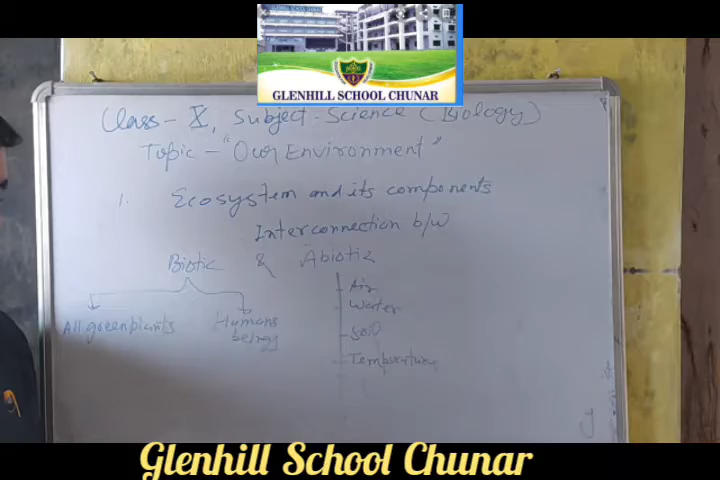 GLENHILL SCHOOL CHUNAR
Class - X, Subject - Science (Biology)
Topic - "Our Environment"
1. Ecosystem and its components
Interconnection b/w
Biotic & Abiotic
All green plants
Humans beings
Air
Water
Soil
Temperature
Glenhill School Chunar